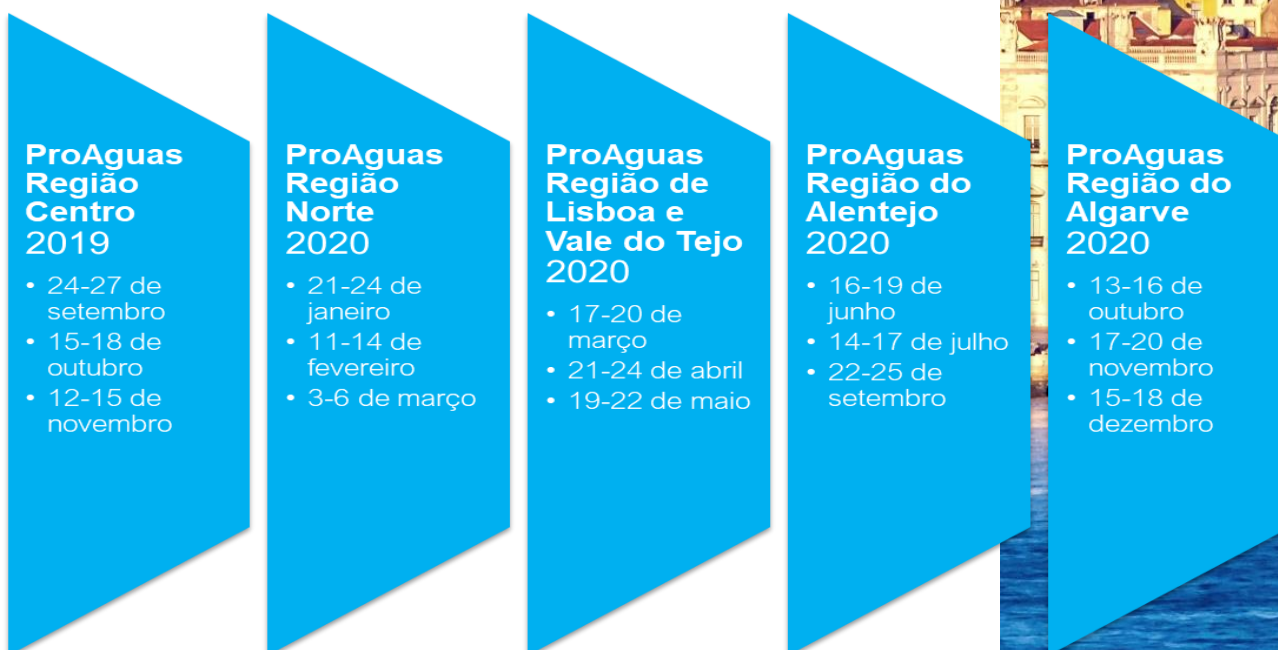 ProAguas
Região
Centro
2019
• 24-27 de
setembro
• 15-18 de
outubro
• 12-15 de
novembro
ProAguas
Região
Norte
2020
• 21-24 de
janeiro
• 11-14 de
fevereiro
• 3-6 de março
ProAguas
Região de
Lisboa e
Vale do Tejo
2020
• 17-20 de
março
• 21-24 de abril
• 19-22 de maio
ProAguas
Região do
Alentejo
2020
• 16-19 de
junho
• 14-17 de julho
• 22-25 de
setembro
ProAguas
Região do
Algarve
2020
• 13-16 de
outubro
• 17-20 de
novembro
• 15-18 de
dezembro